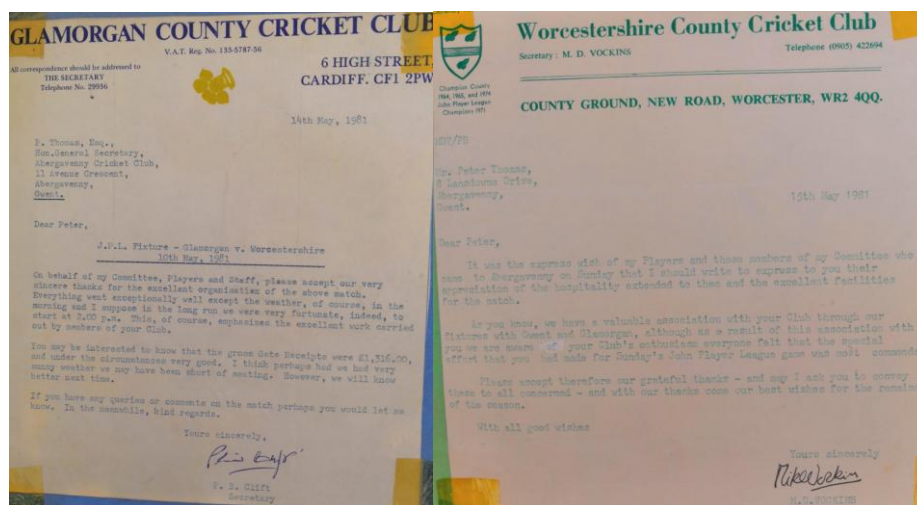 GLAMORGAN COUNTY CRICKET CLUB
V.A.T. Reg. No. 133-5787-56
All correspondence should be addressed to
THE SECRETARY
Telephone No. 29956
6 HIGH STREET,
CARDIFF. CF1 2PW
14th May, 1981
P. Thomas, Esq.,
Hon.General Secretary,
Abergavenny Cricket Club,
11 Avenue Crescent,
Abergavenny,
Gwent.
Dear Peter,
J.P.L. Fixture - Glamorgan v. Worcestershire
10th May, 1981
On behalf of my Committee, Players and Staff, please accept our very
sincere thanks for the excellent organisation of the above match.
Everything went exceptionally well except the weather, of course, in the
morning and I suppose in the long run we were very fortunate, indeed, to
start at 2.00 p.m. This, of course, emphasises the excellent work carried
out by members of your Club.
You may be interested to know that the gross Gate Receipts were £1,316.00,
and under the circumstances very good. I think perhaps had we had very
sunny weather we may have been short of seating. However, we will know
better next time.
If you have any queries or comments on the match perhaps you would let me
know. In the meanwhile, kind regards.
Yours sincerely,
P. B. Clift
Secretary
Worcestershire County Cricket Club
Secretary: M. D. VOCKINS
Telephone (0905) 422694
Champion County
1964, 1965, and 1974
John Player League
Champions 1971
COUNTY GROUND, NEW ROAD, WORCESTER, WR2 4QQ.
Mr. Peter Thomas,
8 Lansdowne Drive,
Abergavenny,
Gwent.
15th May 1981
Dear Peter,
It was the express wish of my Players and those members of my Committee who
came to Abergavenny on Sunday that I should write to express to you their
appreciation of the hospitality extended to them and the excellent facilities
for the match.
As you know, we have a valuable association with your Club through our
fixtures with Gwent and Glamorgan, although as a result of this association with
you we are aware of your Club's enthusiasm everyone felt that the special
effort that you had made for Sunday's John Player League game was most commend
Please accept therefore our grateful thanks - and may I ask you to convey
these to all concerned - and with our thanks come our best wishes for the remai
of the season.
With all good wishes
Yours sincerely
Mike Vockins
M.D.VOCKINS